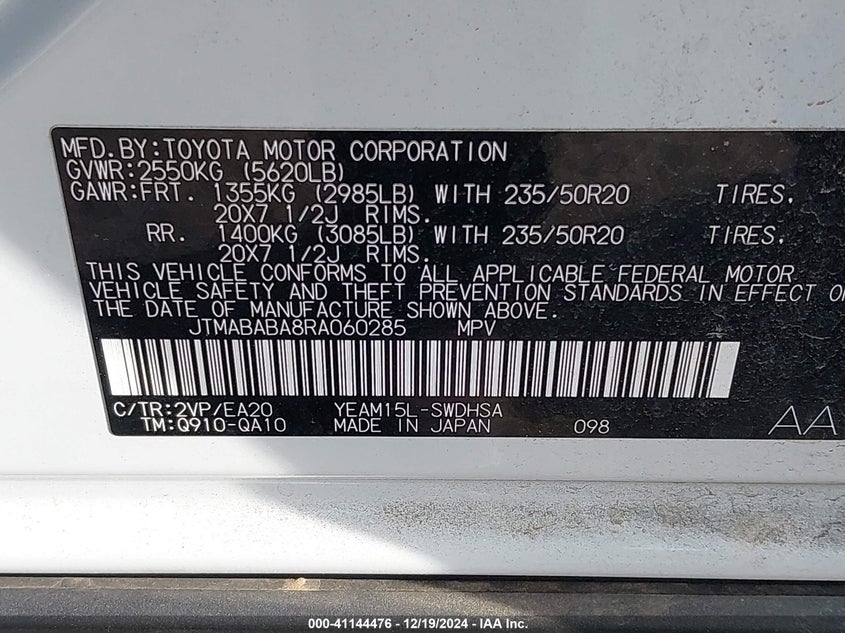 MFD.BY:TOYOTA MOTOR CORPORATION
GVWR:2550KG (5620LB)
GAWR:FRT. 1355KG (2985LB) WITH 235/50R20 TIRES.
20X7 1/2J RIMS.
RR. 1400KG (3085LB) WITH 235/50R20 TIRES.
20X7 1/2J RIMS.
THIS VEHICLE CONFORMS TO ALL APPLICABLE FEDERAL MOTOR
VEHICLE SAFETY AND THEFT PREVENTION STANDARDS IN EFFECT
THE DATE OF MANUFACTURE SHOWN ABOVE.
JTMABABA8RA060285 MPV
C/TR:2VP/EA20 YEAM15L-SWDHSA
TM:Q910-QA10 MADE IN JAPAN 098 AA
000-41144476 - 12/19/2024 - IAA Inc.